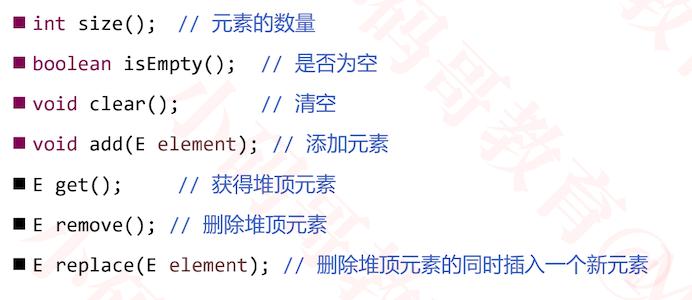 int size(); // 元素的数量
boolean isEmpty(); // 是否为空
void clear(); // 清空
void add(E element); // 添加元素
E get(); // 获得堆顶元素
E remove(); // 删除堆顶元素
E replace(E element); // 删除堆顶元素的同时插入一个新元素